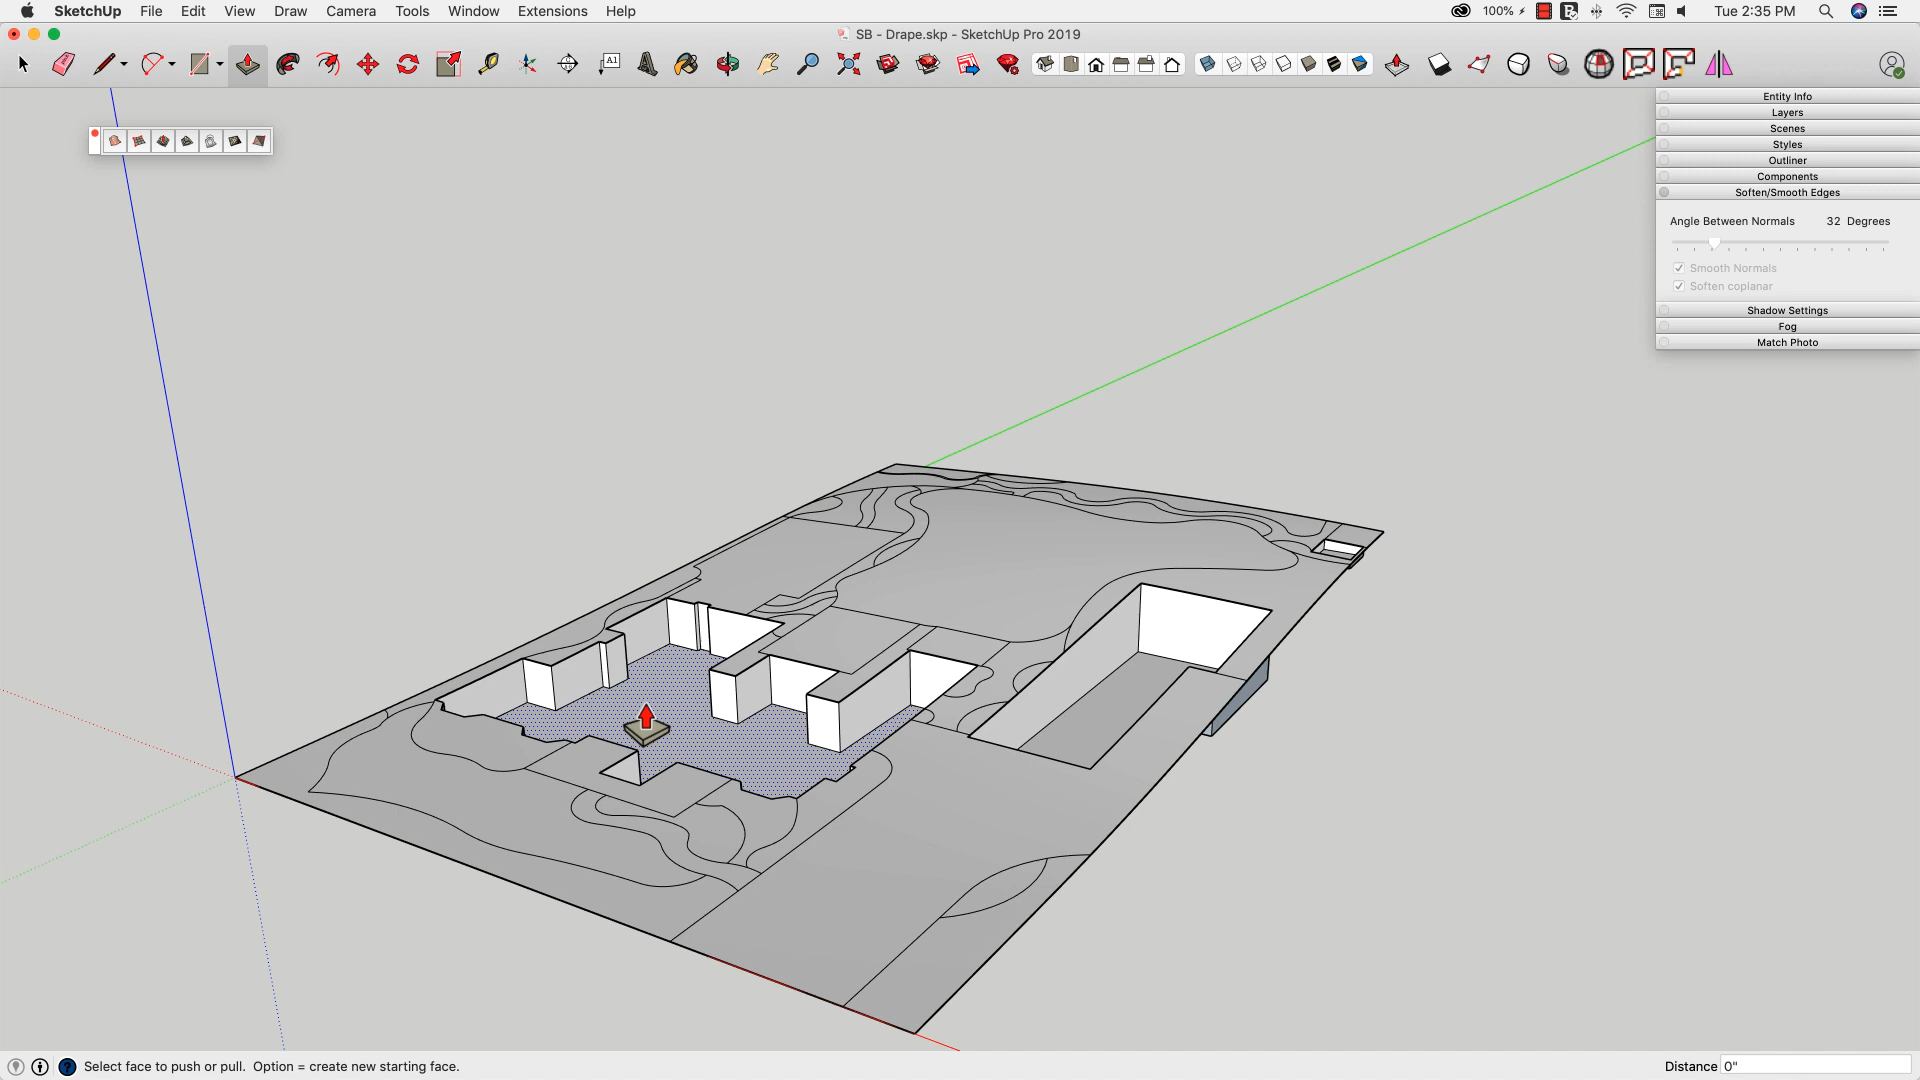 SketchUp File Edit View Draw Camera Tools Window Extensions Help 100% Tue 2:35 PM
SB - Drape.skp - SketchUp Pro 2019
A1
Entity Info
Layers
Scenes
Styles
Outliner
Components
Soften/Smooth Edges
Angle Between Normals 32 Degrees
Smooth Normals
Soften coplanar
Shadow Settings
Fog
Match Photo
Select face to push or pull. Option = create new starting face. Distance 0"